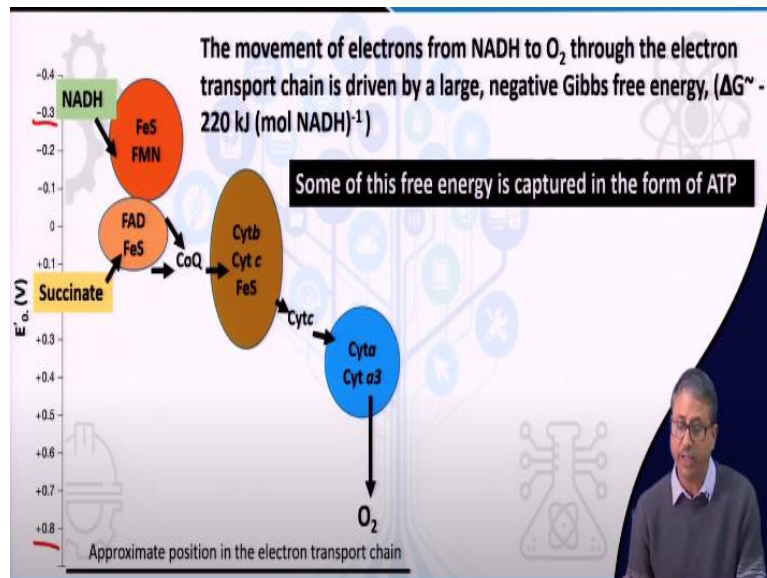 The movement of electrons from NADH to O₂ through the electron
transport chain is driven by a large, negative Gibbs free energy, (ΔG~ -
220 kJ (mol NADH)⁻¹ )
Some of this free energy is captured in the form of ATP
E'o. (V)
-0.4
-0.3
-0.2
-0.1
0
+0.1
+0.3
+0.4
+0.5
+0.6
+0.7
+0.8
NADH
FeS
FMN
FAD
FeS
Succinate
CoQ
Cytb
Cyt c
FeS
Cytc
Cyta
Cyt a3
O₂
Approximate position in the electron transport chain